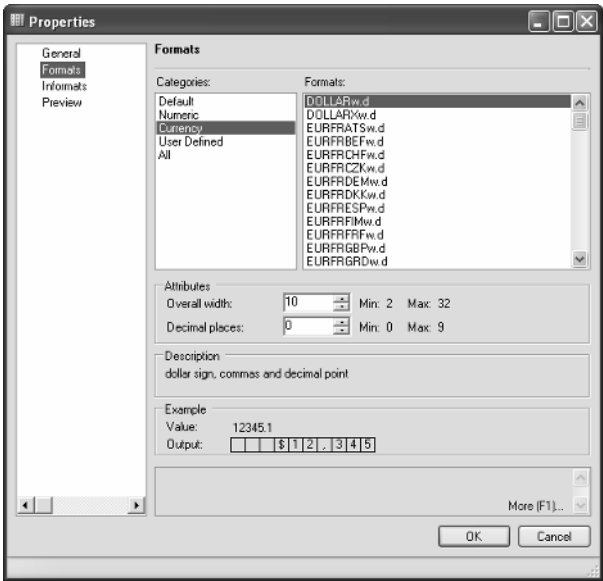 Properties
General
Formats
Informats
Preview
Formats
Categories:
Default
Numeric
Currency
User Defined
All
Formats:
DOLLARw.d
DOLLARXw.d
EURFRATSw.d
EURFRBEFw.d
EURFRCHFw.d
EURFRCZKw.d
EURFRDEMw.d
EURFRDKKw.d
EURFRESPw.d
EURFRFIMw.d
EURFRFRFw.d
EURFRGBPw.d
EURFRGRDw.d
Attributes
Overall width: 10 Min: 2 Max: 32
Decimal places: 0 Min: 0 Max: 9
Description
dollar sign, commas and decimal point
Example
Value: 12345.1
Output: $12,345
More (F1)...
OK Cancel